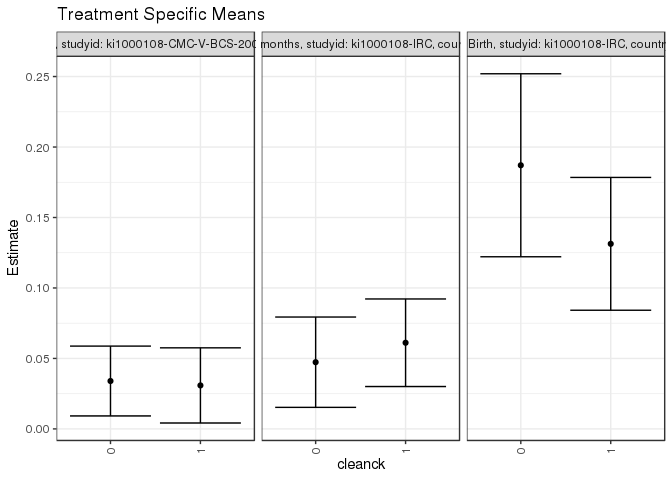 Treatment Specific Means
, studyid: ki1000108-CMC-V-BCS-200
months, studyid: ki1000108-IRC, cour
Birth, studyid: ki1000108-IRC, countr
0.25
0.20
0.15
0.10
0.05
0.00
Estimate
0
1
0
1
0
1
cleanck